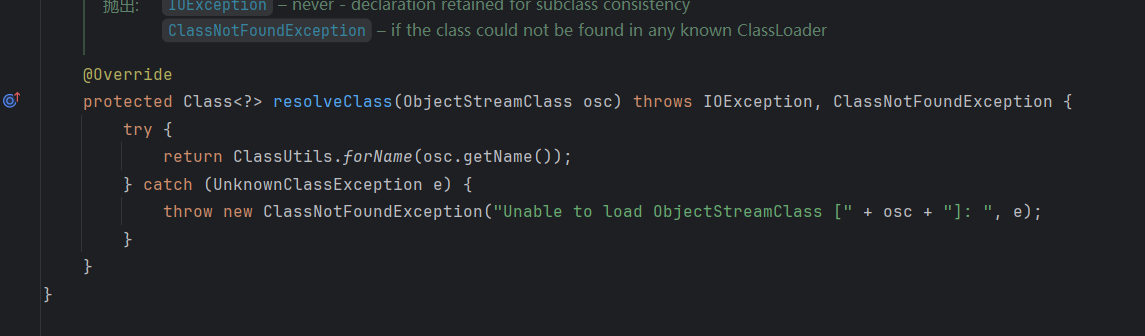 抛出: IOException – never - declaration retained for subclass consistency
ClassNotFoundException – if the class could not be found in any known ClassLoader
@Override
protected Class<?> resolveClass(ObjectStreamClass osc) throws IOException, ClassNotFoundException {
try {
return ClassUtils.forName(osc.getName());
} catch (UnknownClassException e) {
throw new ClassNotFoundException("Unable to load ObjectStreamClass [" + osc + "]: ", e);
}
}
}